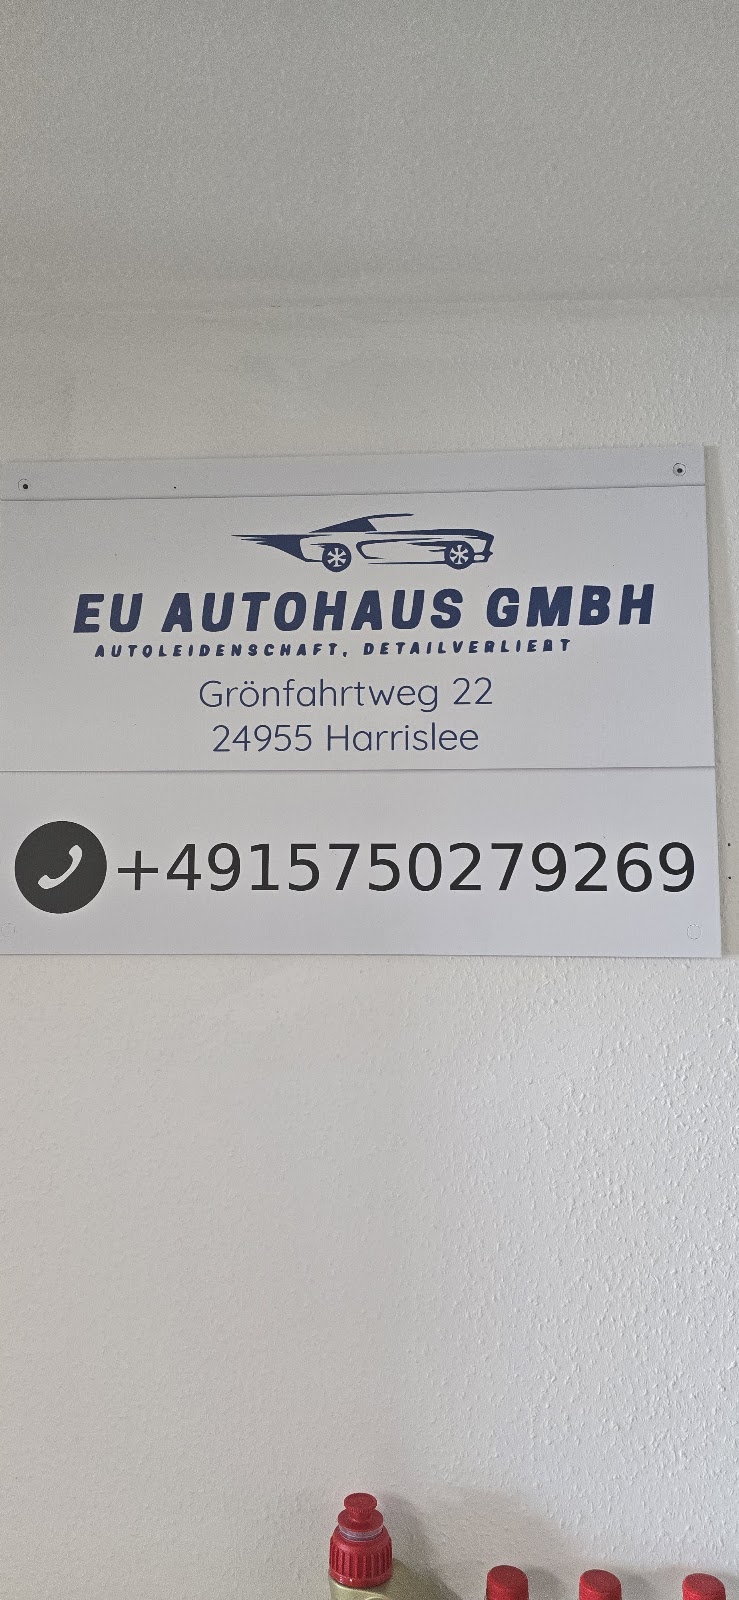 EU AUTOHAUS GMBH
AUTOLEIDENSCHAFT, DETAILVERLIEBT
Grönfahrtweg 22
24955 Harrislee
+4915750279269